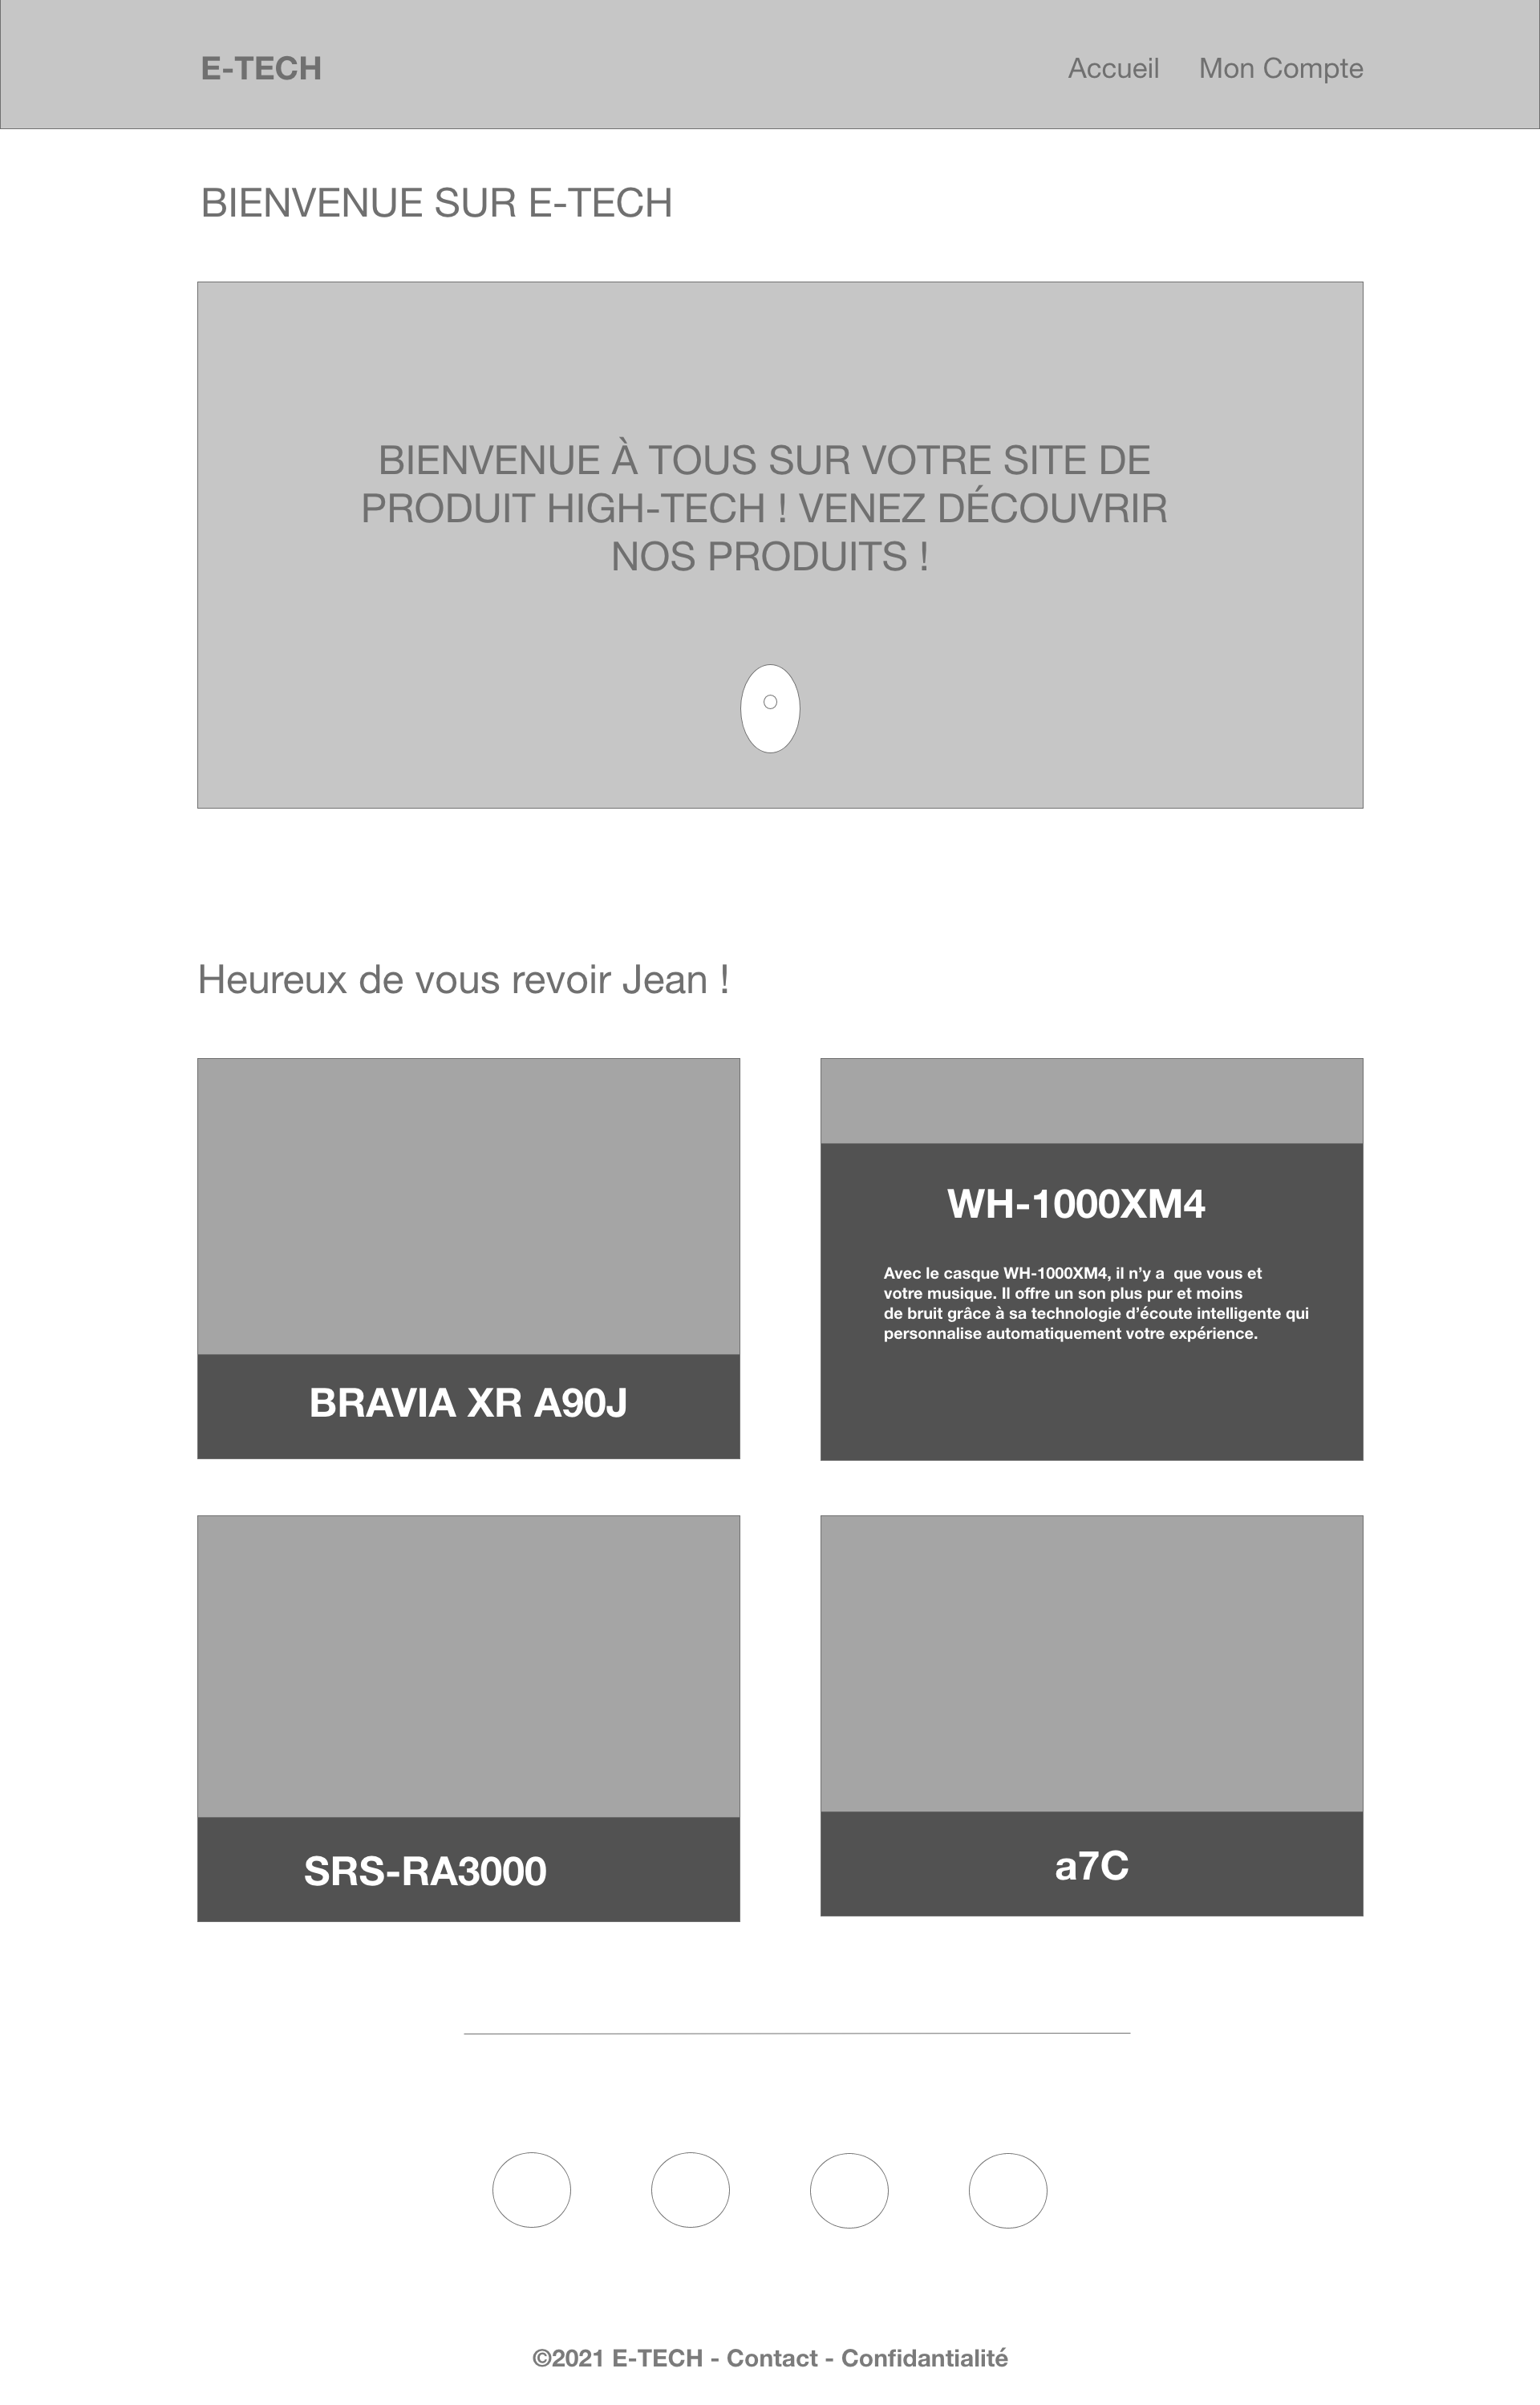 E-TECH
Accueil
Mon Compte
BIENVENUE SUR E-TECH
BIENVENUE À TOUS SUR VOTRE SITE DE
PRODUIT HIGH-TECH ! VENEZ DÉCOUVRIR
NOS PRODUITS !
Heureux de vous revoir Jean !
BRAVIA XR A90J
WH-1000XM4
Avec le casque WH-1000XM4, il n’y a  que vous et
votre musique. Il offre un son plus pur et moins
de bruit grâce à sa technologie d’écoute intelligente qui
personnalise automatiquement votre expérience.
SRS-RA3000
a7C
©2021 E-TECH - Contact - Confidantialité